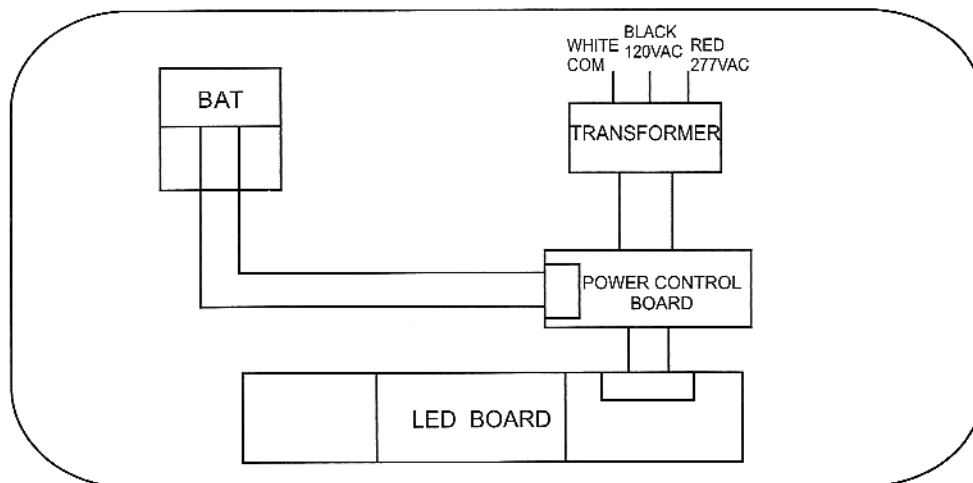 WHITE
COM
BLACK
120VAC
RED
277VAC
BAT
TRANSFORMER
POWER CONTROL
BOARD
LED BOARD